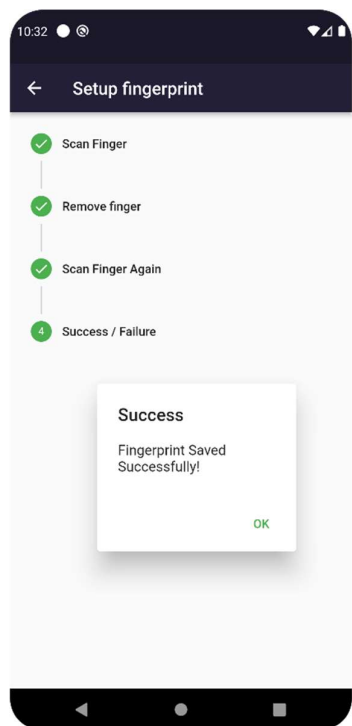 10:32
Setup fingerprint
Scan Finger
Remove finger
Scan Finger Again
4 Success / Failure
Success
Fingerprint Saved
Successfully!
OK